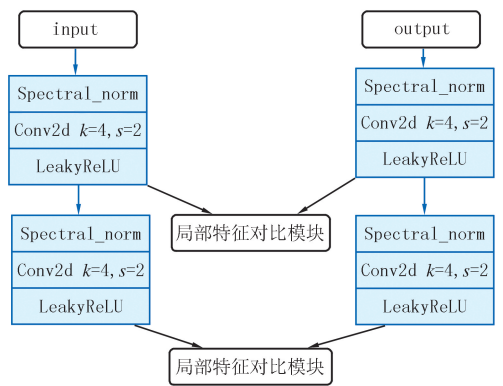 input
output
Spectral_norm
Conv2d k=4,s=2
LeakyReLU
Spectral_norm
Conv2d k=4,s=2
LeakyReLU
局部特征对比模块
Spectral_norm
Conv2d k=4,s=2
LeakyReLU
Spectral_norm
Conv2d k=4,s=2
LeakyReLU
局部特征对比模块